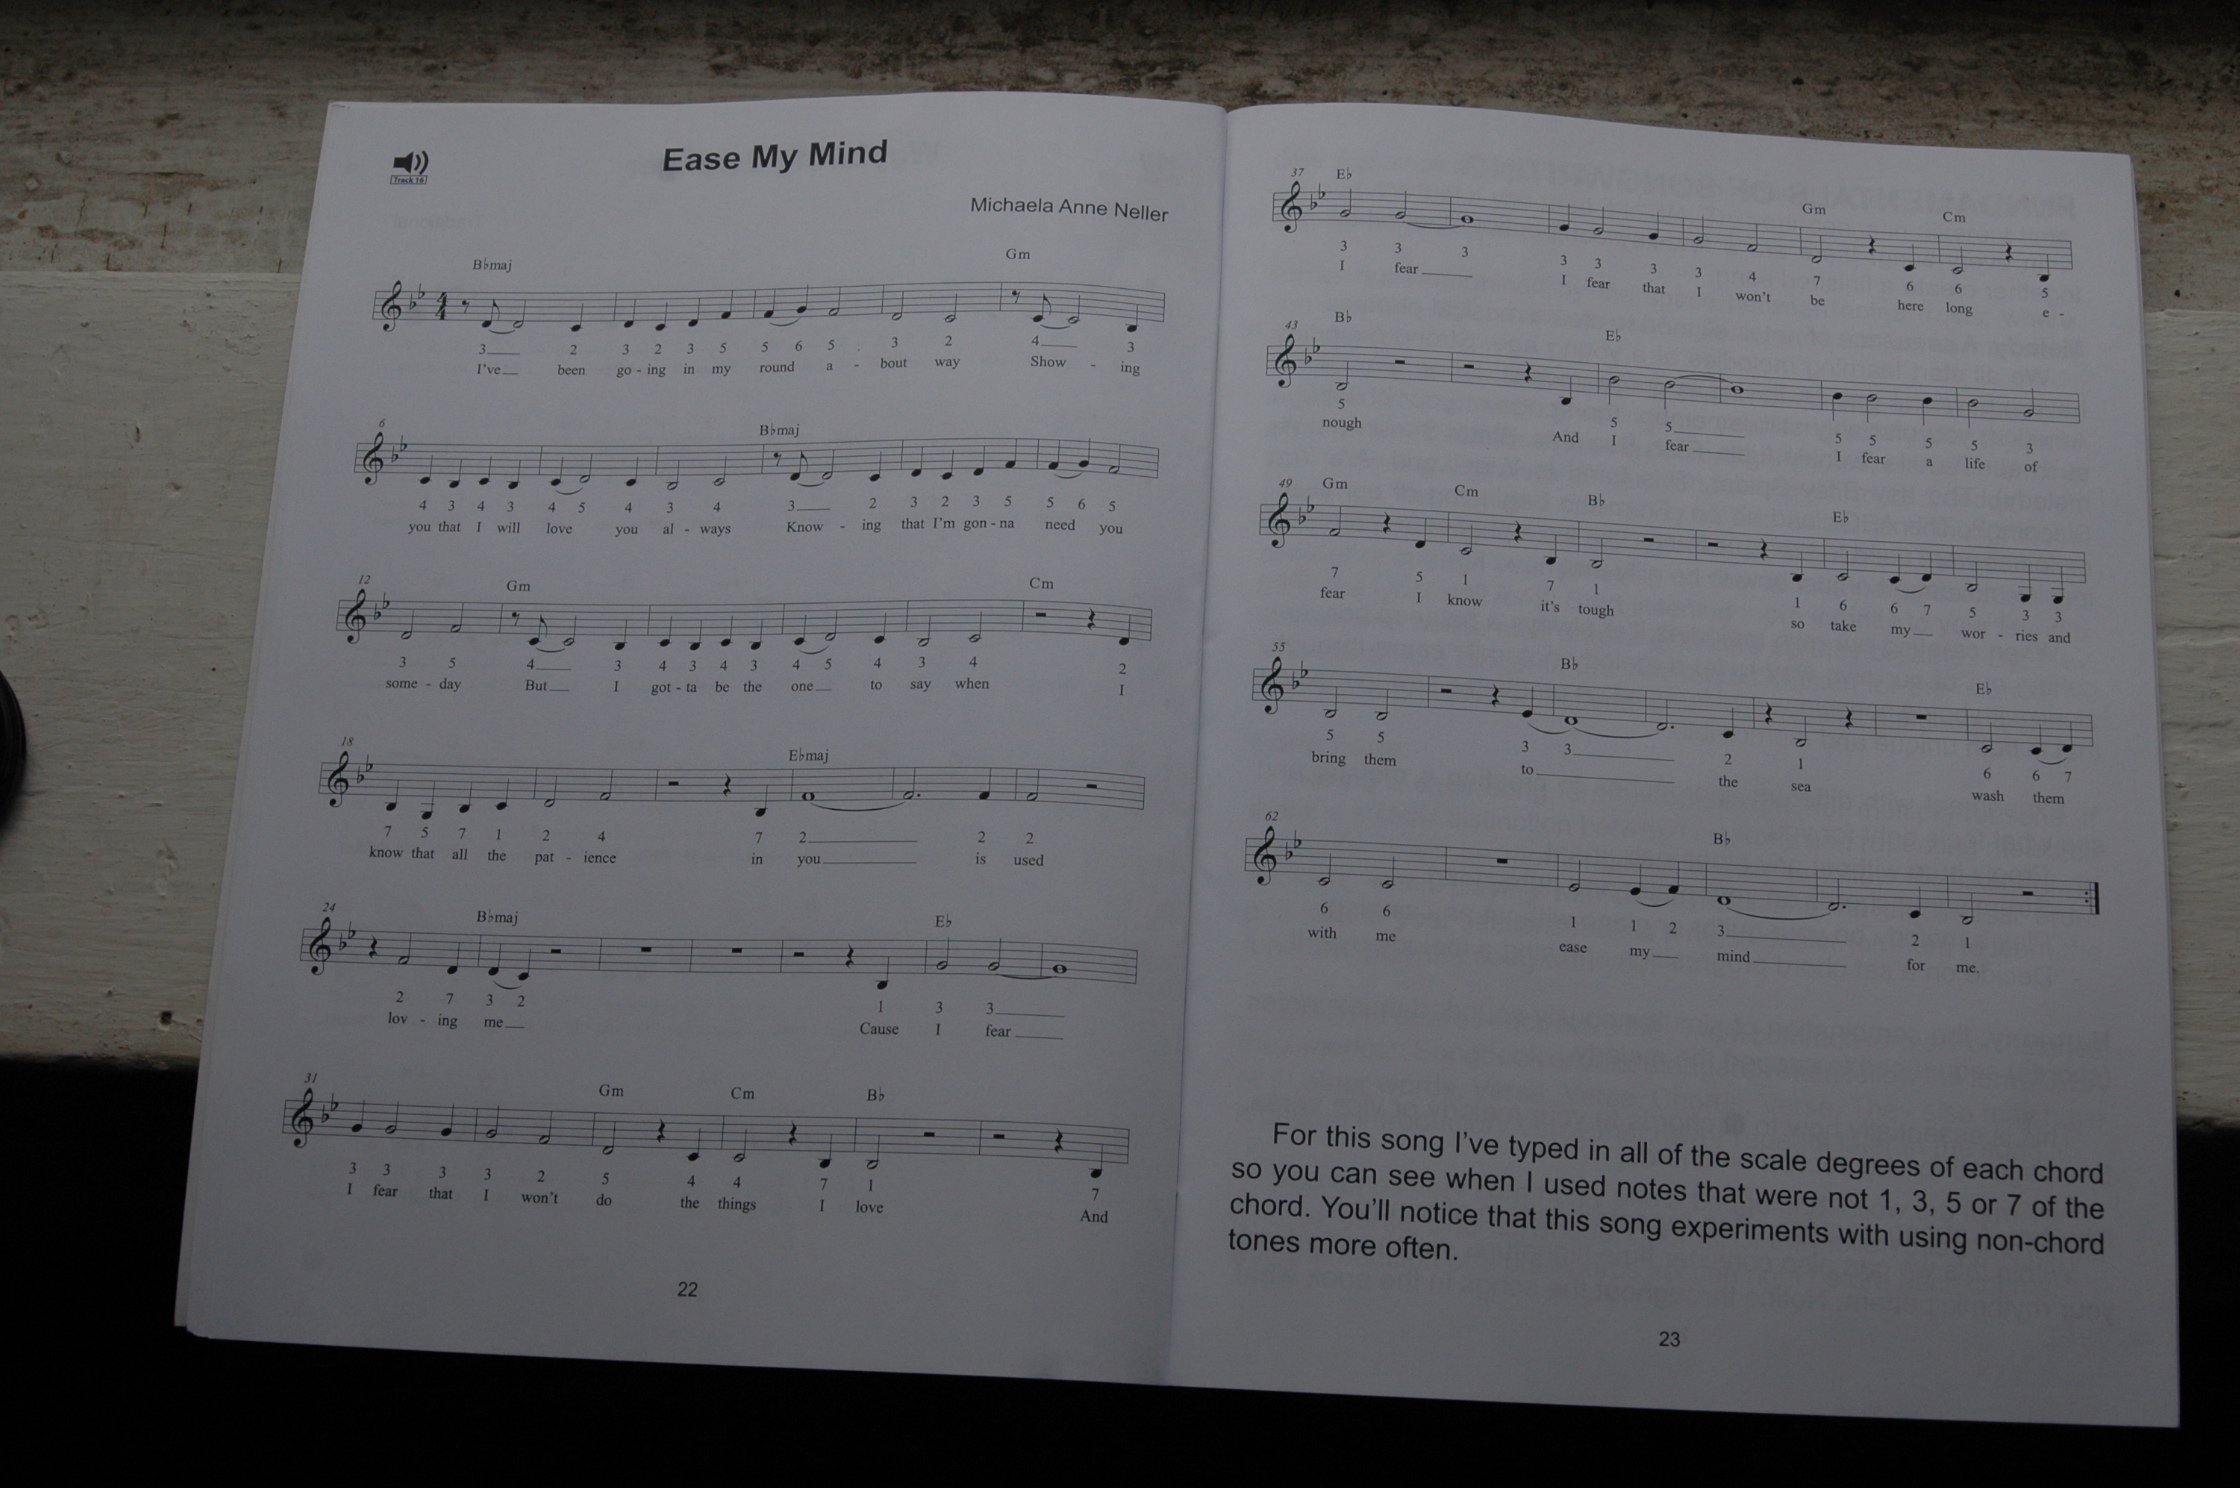 Ease My Mind
Track 16
Michaela Anne Neller
B♭maj Gm
3 2 3 2 3 5 5 6 5 3 2 4 3
I've been go - ing in my round a - bout way Show - ing
6
B♭maj
4 3 4 3 4 5 4 3 4 3 2 3 2 3 5 5 6 5
you that I will love you al - ways Know - ing that I'm gon - na need you
12
Gm Cm
3 5 4 3 4 3 4 3 4 5 4 3 4 2
some - day But I got - ta be the one to say when I
18
E♭maj
7 5 7 1 2 4 7 2 2 2
know that all the pat - ience in you is used
24
B♭maj E♭
2 7 3 2 1 3 3
lov - ing me Cause I fear
31
Gm Cm B♭
3 3 3 3 2 5 4 4 7 1 7
I fear that I won't do the things I love And
22
37
E♭ Gm Cm
3 3 3 3 3 3 3 4 7 6 6 5
I fear I fear that I won't be here long e -
43
B♭ E♭
5 5 5 5 5 5 5 3
nough And I fear I fear a life of
49
Gm Cm B♭ E♭
7 5 1 7 1 1 6 6 7 5 3 3
fear I know it's tough so take my wor - ries and
55
B♭ E♭
5 5 3 3 2 1 6 6 7
bring them to the sea wash them
62
B♭
6 6 1 1 2 3 2 1
with me ease my mind for me.
For this song I've typed in all of the scale degrees of each chord
so you can see when I used notes that were not 1, 3, 5 or 7 of the
chord. You'll notice that this song experiments with using non-chord
tones more often.
23